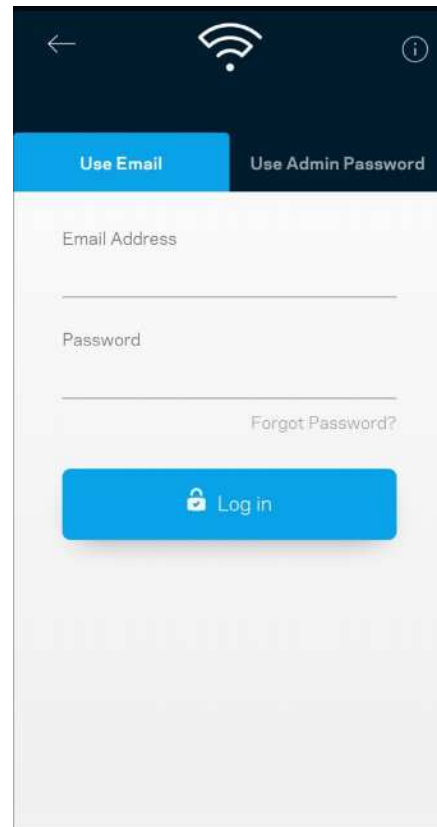 Use Email
Use Admin Password
Email Address
Password
Forgot Password?
Log in